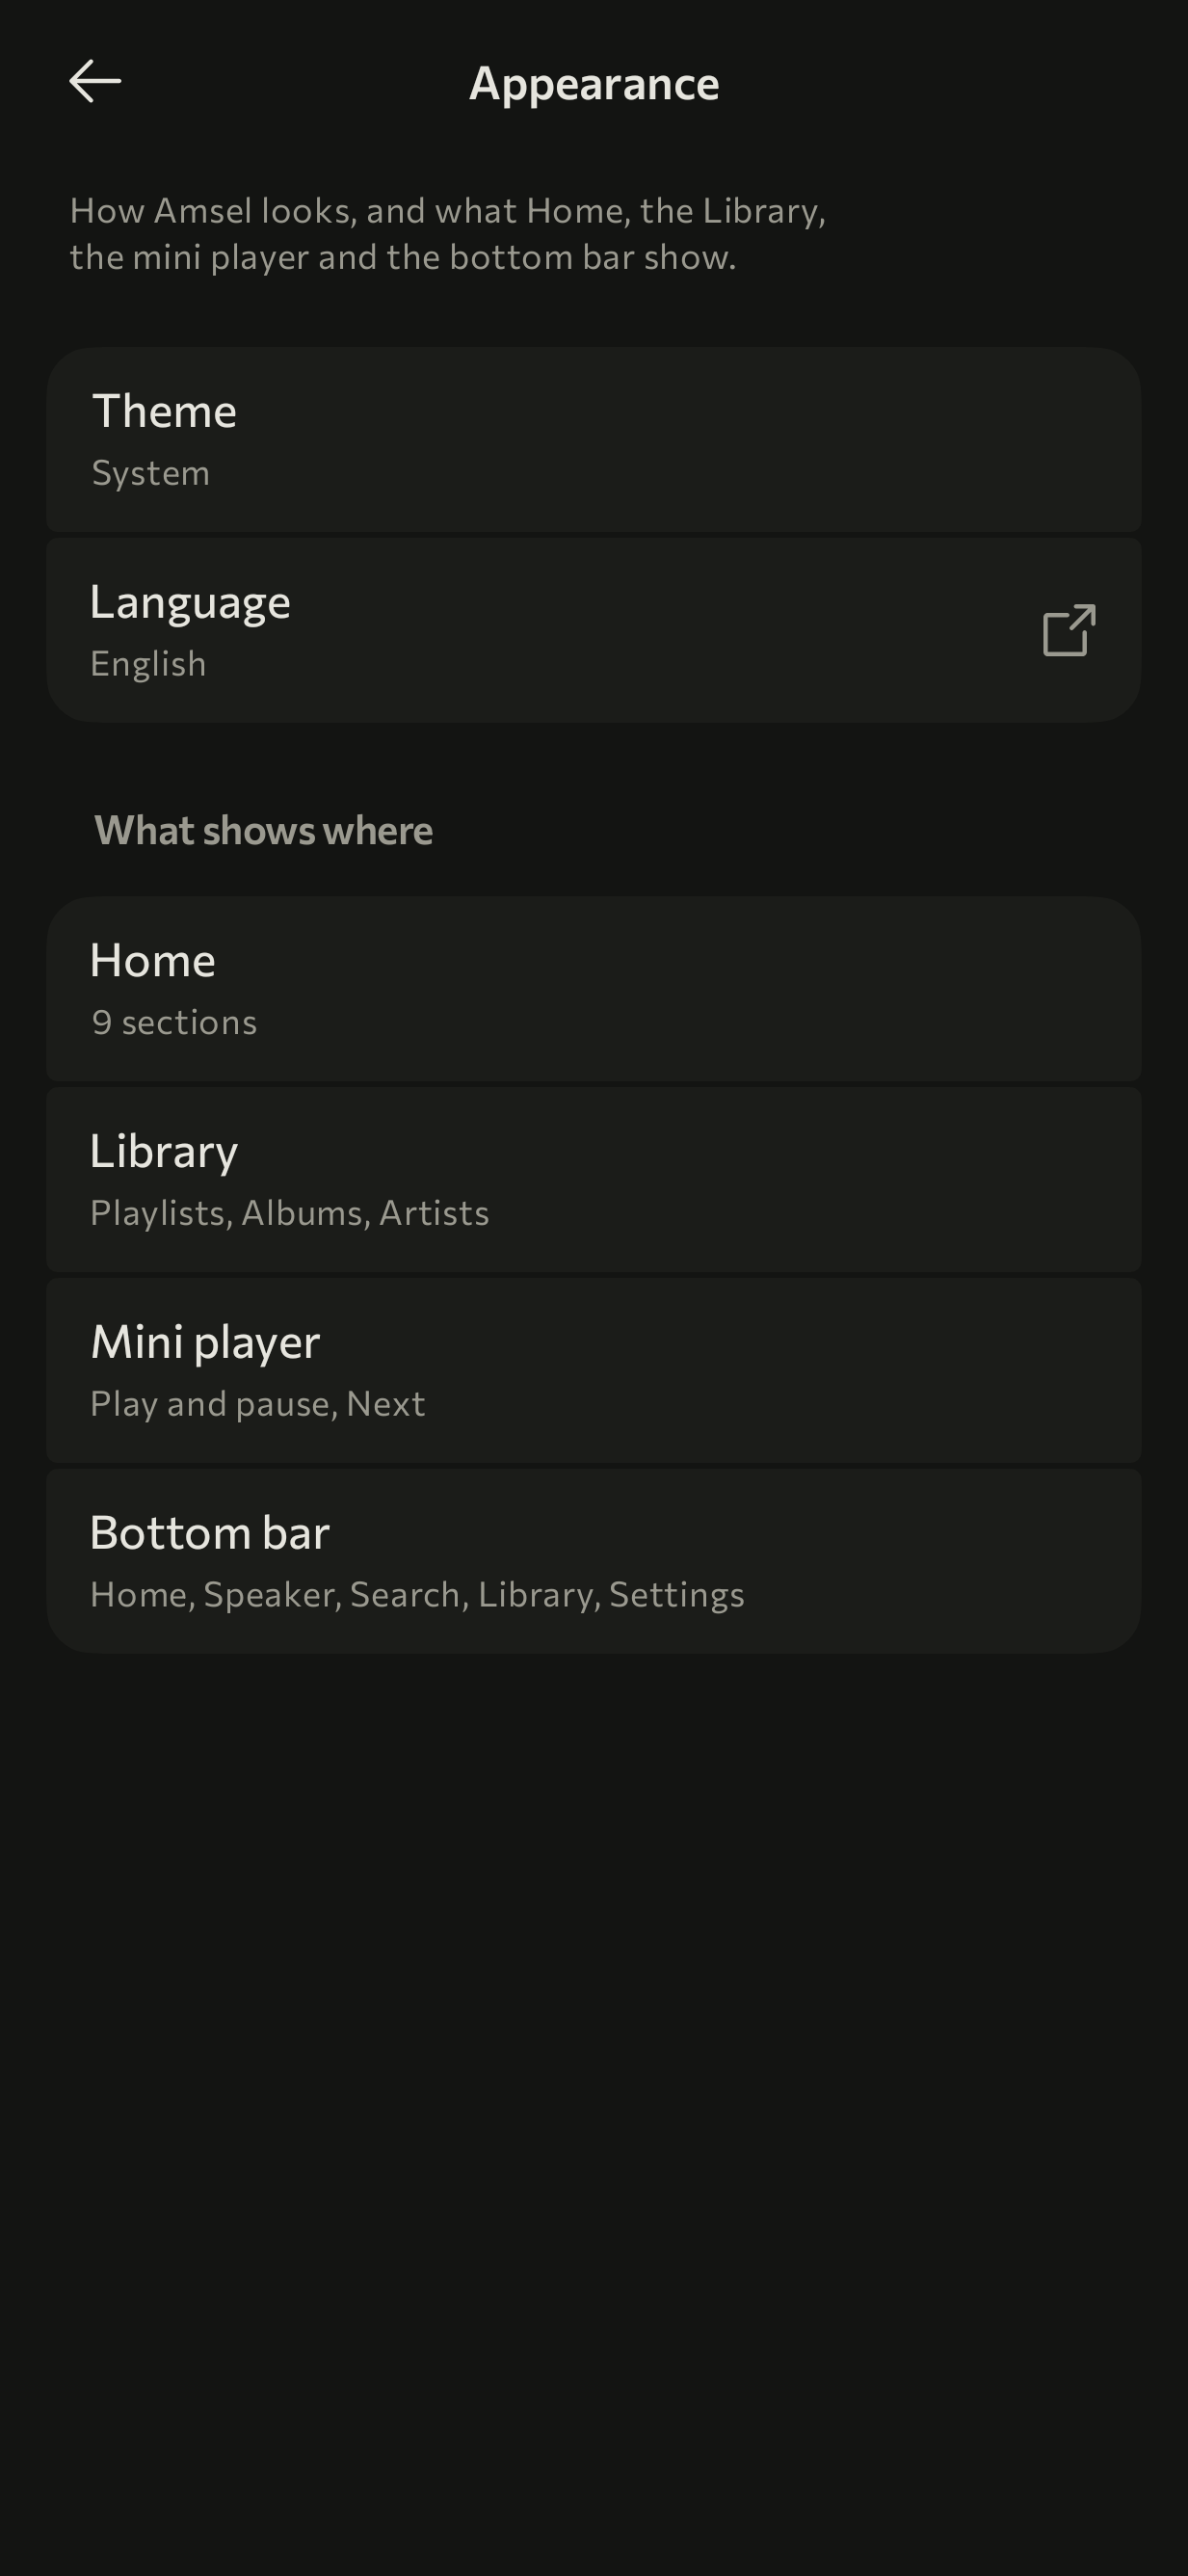 Appearance
How Amsel looks, and what Home, the Library,
the mini player and the bottom bar show.
Theme
System
Language
English
What shows where
Home
9 sections
Library
Playlists, Albums, Artists
Mini player
Play and pause, Next
Bottom bar
Home, Speaker, Search, Library, Settings